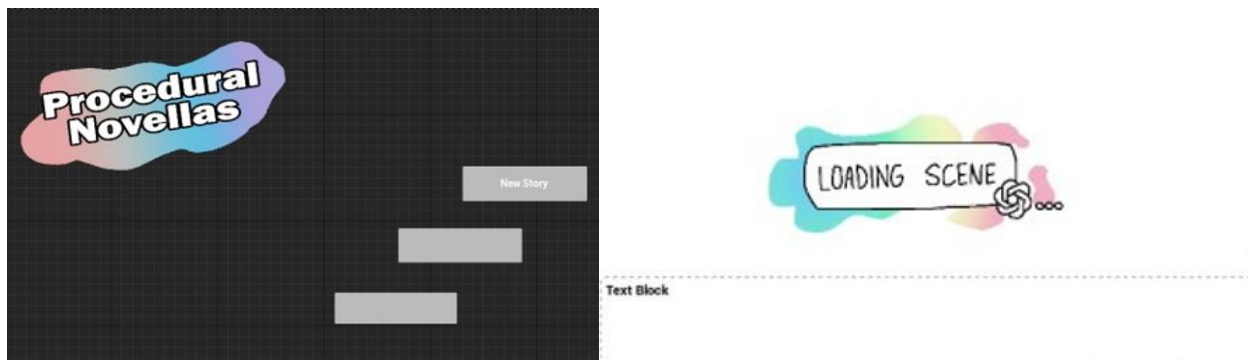 Procedural
Novellas
New Story
LOADING SCENE
Text Block